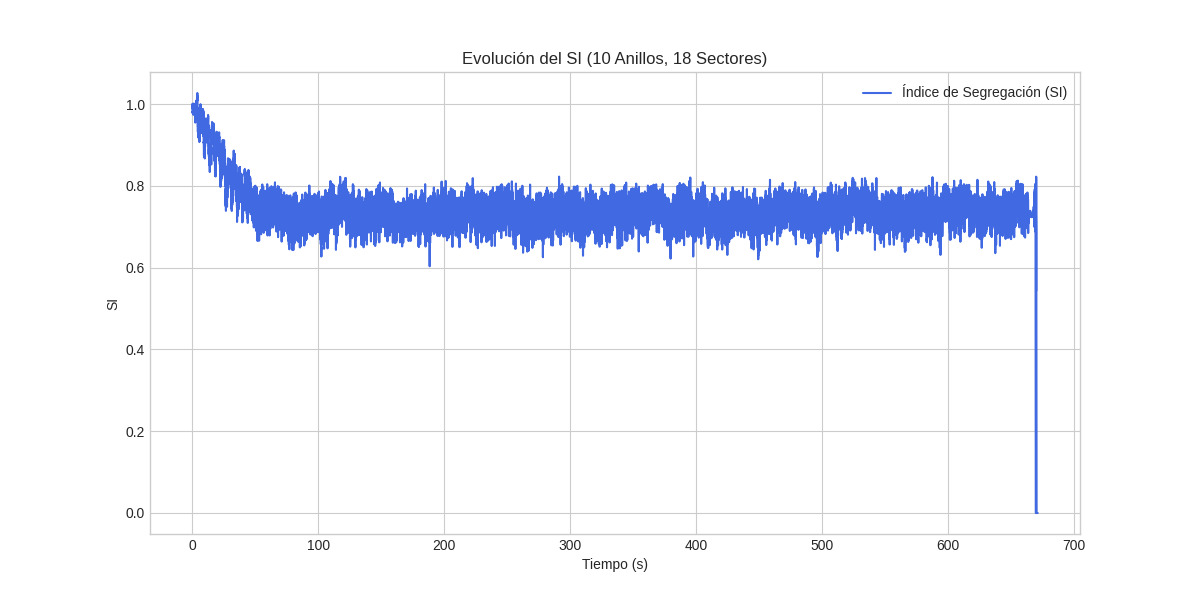 Evolución del SI (10 Anillos, 18 Sectores)
Índice de Segregación (SI)
1.0
0.8
0.6
0.4
0.2
0.0
SI
0 100 200 300 400 500 600 700
Tiempo (s)